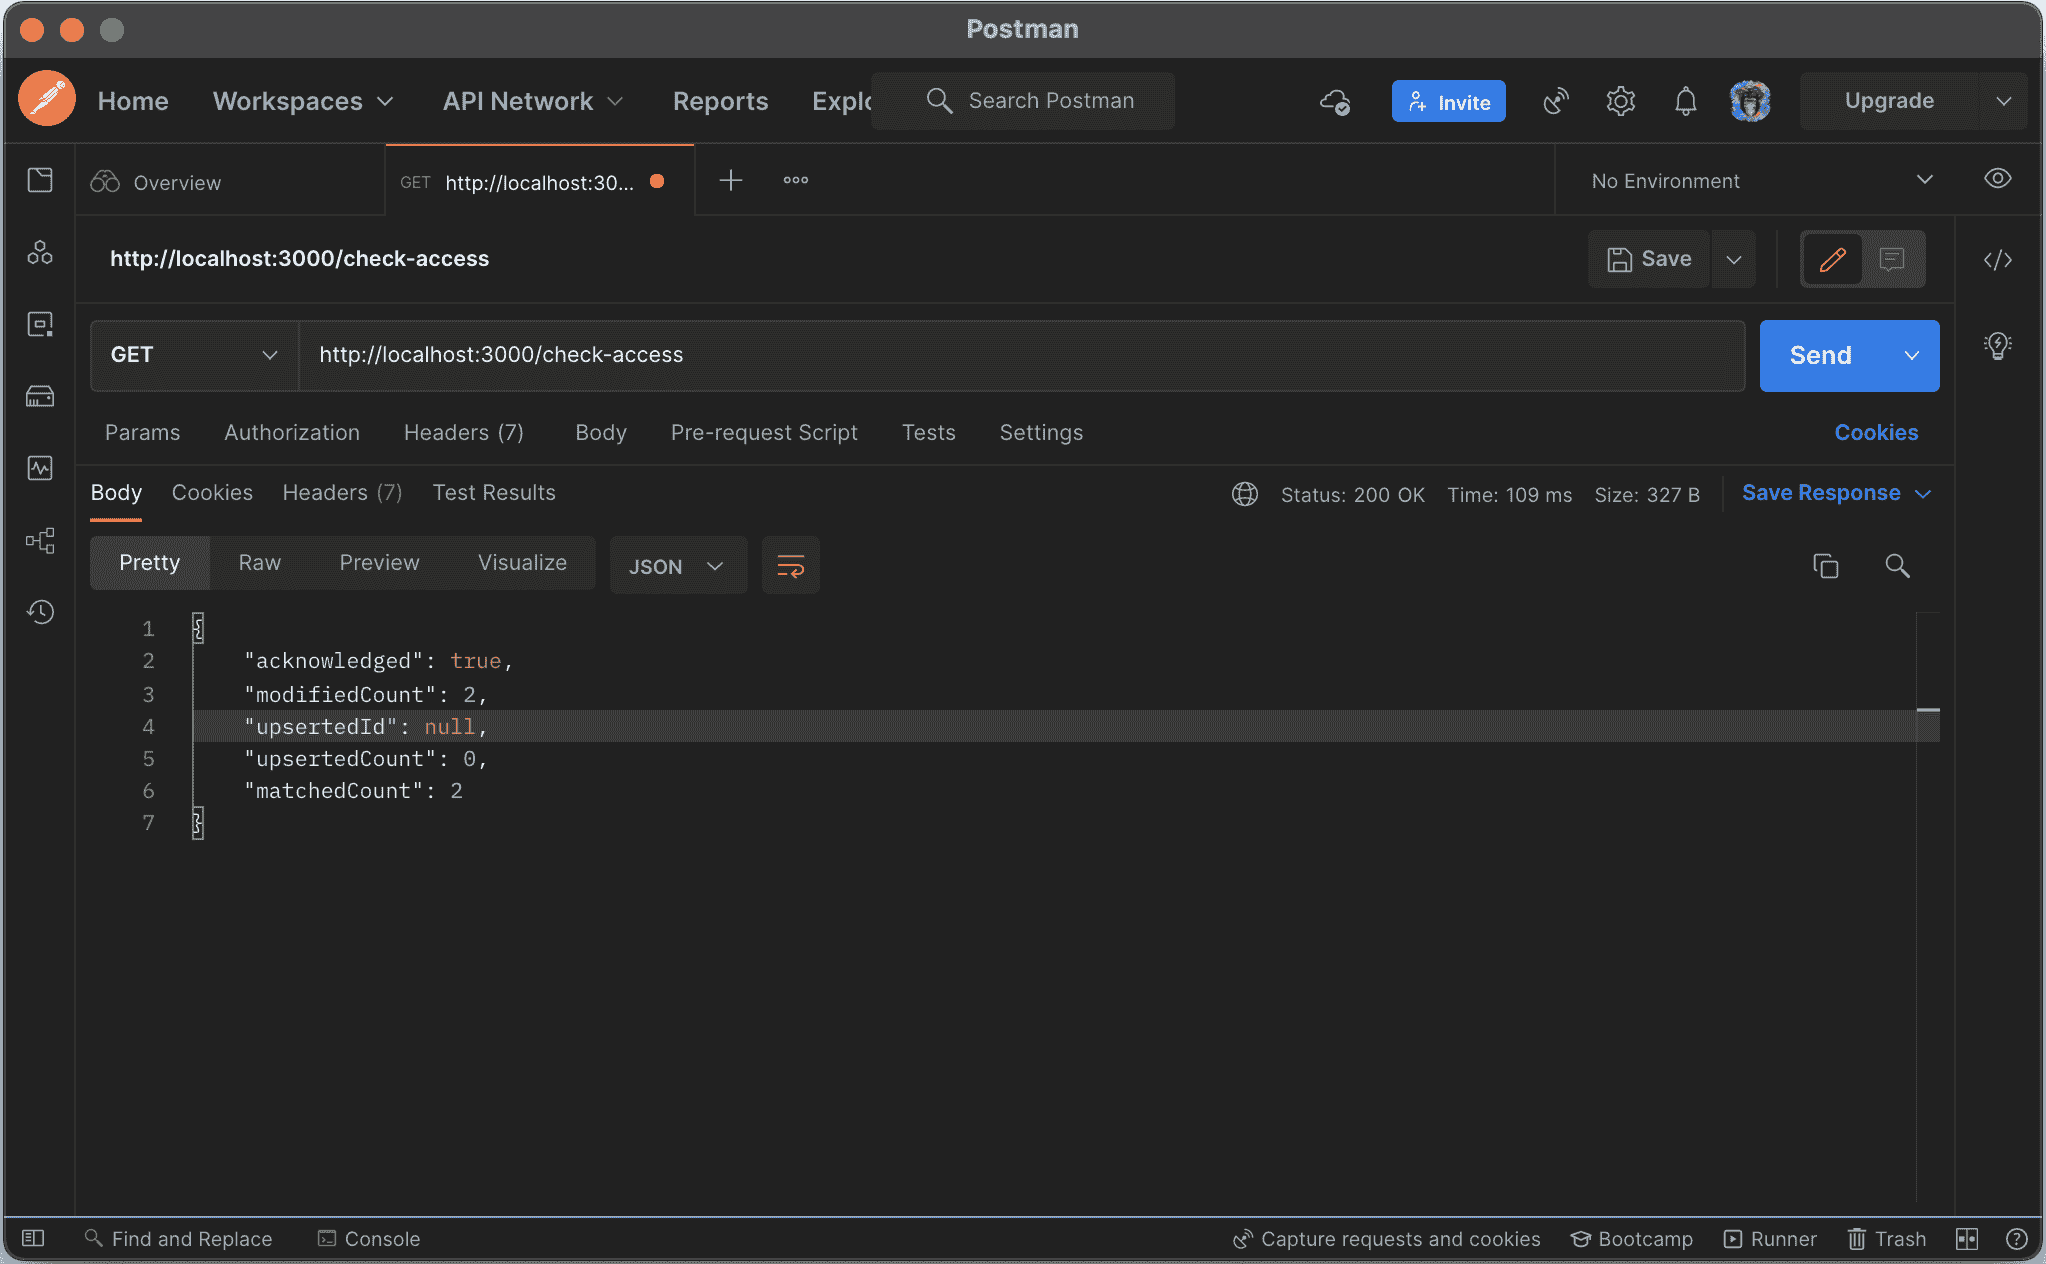 Postman
Home Workspaces API Network Reports Explo Search Postman Invite Upgrade
Overview GET http://localhost:30... No Environment
http://localhost:3000/check-access Save
GET http://localhost:3000/check-access Send
Params Authorization Headers (7) Body Pre-request Script Tests Settings Cookies
Body Cookies Headers (7) Test Results Status: 200 OK Time: 109 ms Size: 327 B Save Response
Pretty Raw Preview Visualize JSON
1 {
2 "acknowledged": true,
3 "modifiedCount": 2,
4 "upsertedId": null,
5 "upsertedCount": 0,
6 "matchedCount": 2
7 }
Find and Replace Console Capture requests and cookies Bootcamp Runner Trash